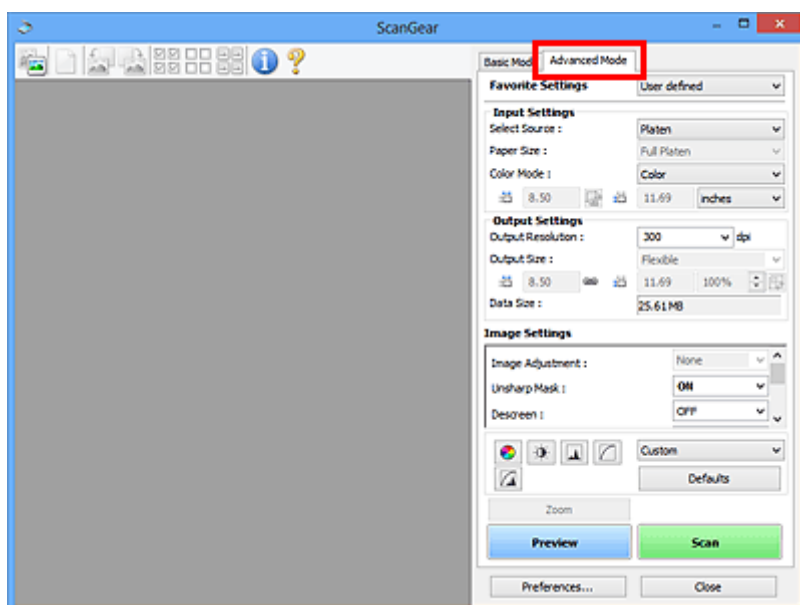 ScanGear
Basic Mod Advanced Mode
Favorite Settings User defined
Input Settings
Select Source : Platen
Paper Size : Full Platen
Color Mode : Color
8.50 11.69 inches
Output Settings
Output Resolution : 300 dpi
Output Size : Flexible
8.50 11.69 100%
Data Size : 25.61MB
Image Settings
Image Adjustment : None
Unsharp Mask : ON
Descreen : OFF
Custom
Defaults
Zoom
Preview Scan
Preferences... Close